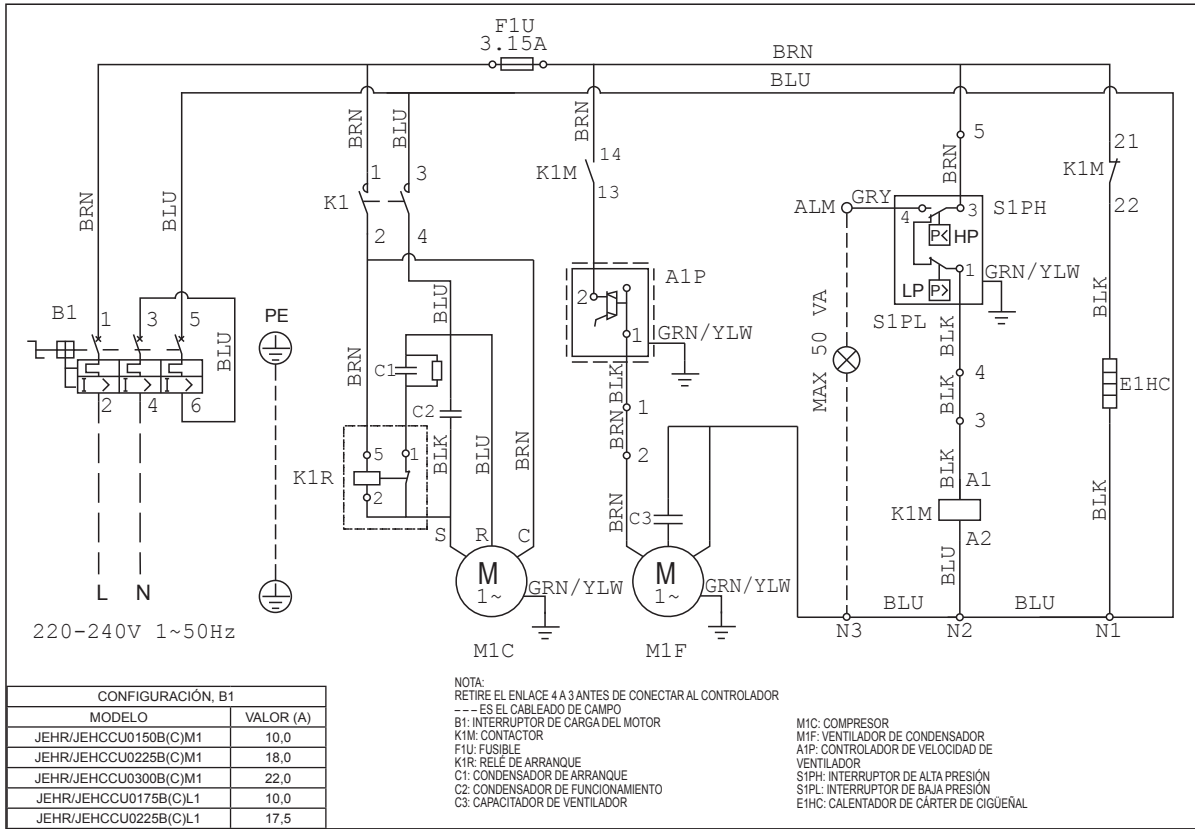 F1U
3.15A
BRN
BLU
BRN
BLU
BRN
BLU
BRN
1
3
K1
2
4
14
K1M
13
5
BRN
21
K1M
22
ALM
GRY
4
3
S1PH
P<
HP
1
LP
P>
GRN/YLW
S1PL
B1
1
3
5
BLU
2
4
6
PE
A1P
2
1
GRN/YLW
BLU
BRN
C1
C2
BLK
BLU
BRN
K1R
5
1
2
BLK
1
BRN
2
BRN
C3
MAX 50 VA
BLK
4
BLK
3
BLK
A1
K1M
A2
BLU
BLK
E1HC
BLK
S
R
C
M
1~
GRN/YLW
M1C
M
1~
GRN/YLW
M1F
BLU
BLU
N3
N2
N1
L
N
220-240V 1~50Hz
CONFIGURACIÓN, B1
MODELO
VALOR (A)
JEHR/JEHCCU0150B(C)M1
10,0
JEHR/JEHCCU0225B(C)M1
18,0
JEHR/JEHCCU0300B(C)M1
22,0
JEHR/JEHCCU0175B(C)L1
10,0
JEHR/JEHCCU0225B(C)L1
17,5
NOTA:
RETIRE EL ENLACE 4 A 3 ANTES DE CONECTAR AL CONTROLADOR
--- ES EL CABLEADO DE CAMPO
B1: INTERRUPTOR DE CARGA DEL MOTOR
K1M: CONTACTOR
F1U: FUSIBLE
K1R: RELÉ DE ARRANQUE
C1: CONDENSADOR DE ARRANQUE
C2: CONDENSADOR DE FUNCIONAMIENTO
C3: CAPACITADOR DE VENTILADOR
M1C: COMPRESOR
M1F: VENTILADOR DE CONDENSADOR
A1P: CONTROLADOR DE VELOCIDAD DE
VENTILADOR
S1PH: INTERRUPTOR DE ALTA PRESIÓN
S1PL: INTERRUPTOR DE BAJA PRESIÓN
E1HC: CALENTADOR DE CÁRTER DE CIGÜEÑAL